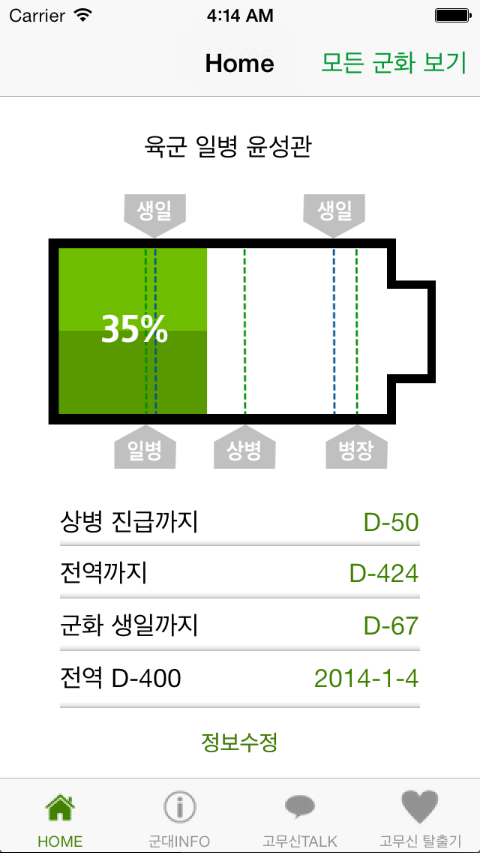 Carrier 4:14 AM
Home 모든 군화 보기
육군 일병 윤성관
생일 생일
35%
일병 상병 병장
상병 진급까지 D-50
전역까지 D-424
군화 생일까지 D-67
전역 D-400 2014-1-4
정보수정
HOME 군대INFO 고무신TALK 고무신 탈출기